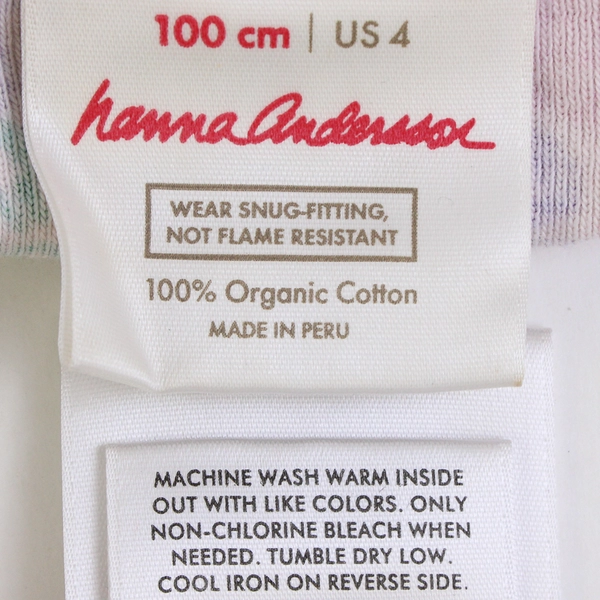 100 cm | US 4
hanna andersson
WEAR SNUG-FITTING,
NOT FLAME RESISTANT
100% Organic Cotton
MADE IN PERU
MACHINE WASH WARM INSIDE
OUT WITH LIKE COLORS. ONLY
NON-CHLORINE BLEACH WHEN
NEEDED. TUMBLE DRY LOW.
COOL IRON ON REVERSE SIDE.